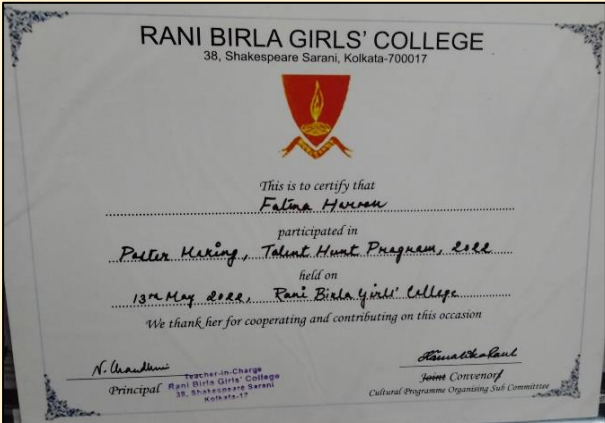 RANI BIRLA GIRLS' COLLEGE
38, Shakespeare Sarani, Kolkata-700017
This is to certify that
Fatima
participated in
Poster Making, Talent Hunt Program, 2022
held on
13th May 2022, Rani Birla Girls' College
We thank her for cooperating and contributing on this occasion
Teacher-in-Charge
Principal Rani Birla Girls' College
38, Shakespeare Sarani
Kolkata-17
Joint Convenor
Cultural Programme Organising Sub Committee